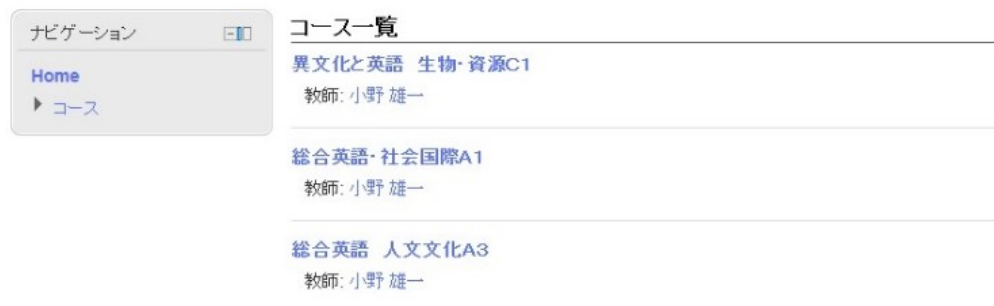 ナビゲーション
Home
コース
コース一覧
異文化と英語 生物・資源C1
教師: 小野 雄一
総合英語・社会国際A1
教師: 小野 雄一
総合英語 人文文化A3
教師: 小野 雄一